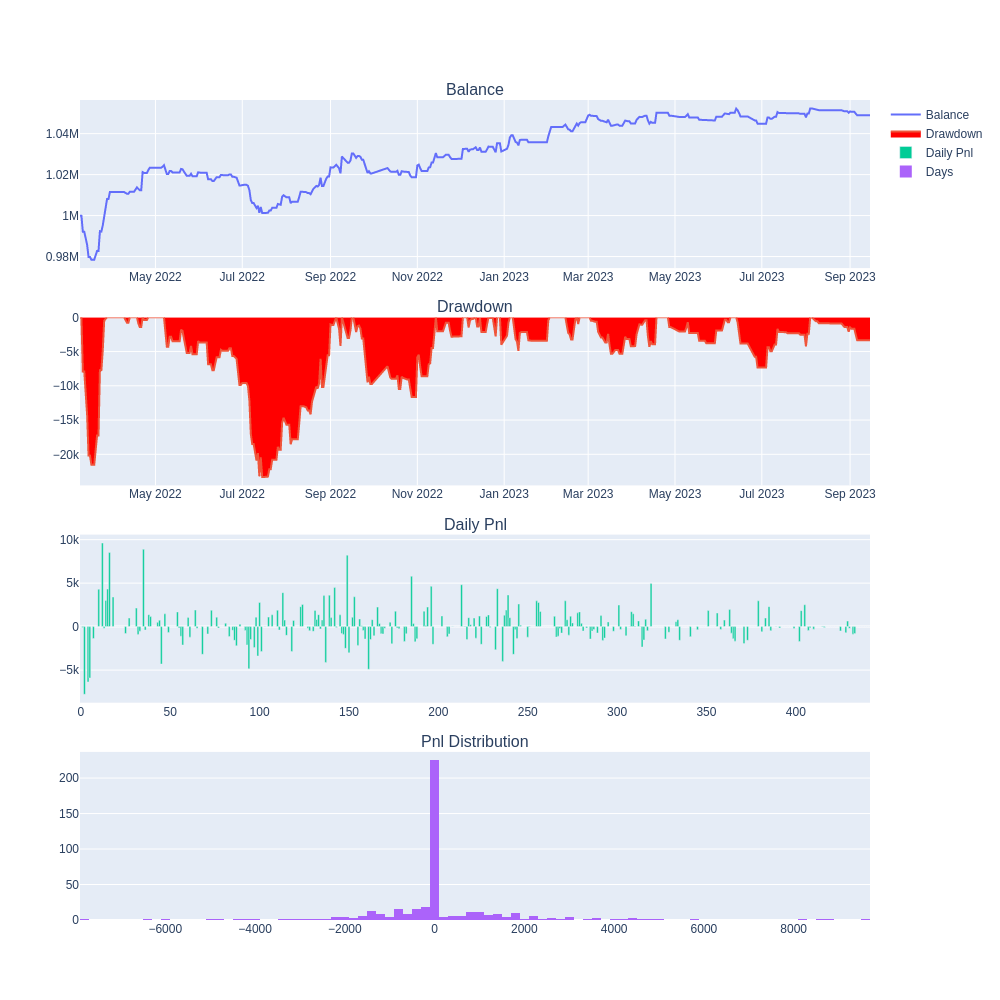 Balance
1.04M
1.02M
1M
0.98M
May 2022 Jul 2022 Sep 2022 Nov 2022 Jan 2023 Mar 2023 May 2023 Jul 2023 Sep 2023
Balance
Drawdown
Daily Pnl
Days
Drawdown
0
−5k
−10k
−15k
−20k
May 2022 Jul 2022 Sep 2022 Nov 2022 Jan 2023 Mar 2023 May 2023 Jul 2023 Sep 2023
Daily Pnl
10k
5k
0
−5k
0 50 100 150 200 250 300 350 400
Pnl Distribution
200
150
100
50
0
−6000 −4000 −2000 0 2000 4000 6000 8000